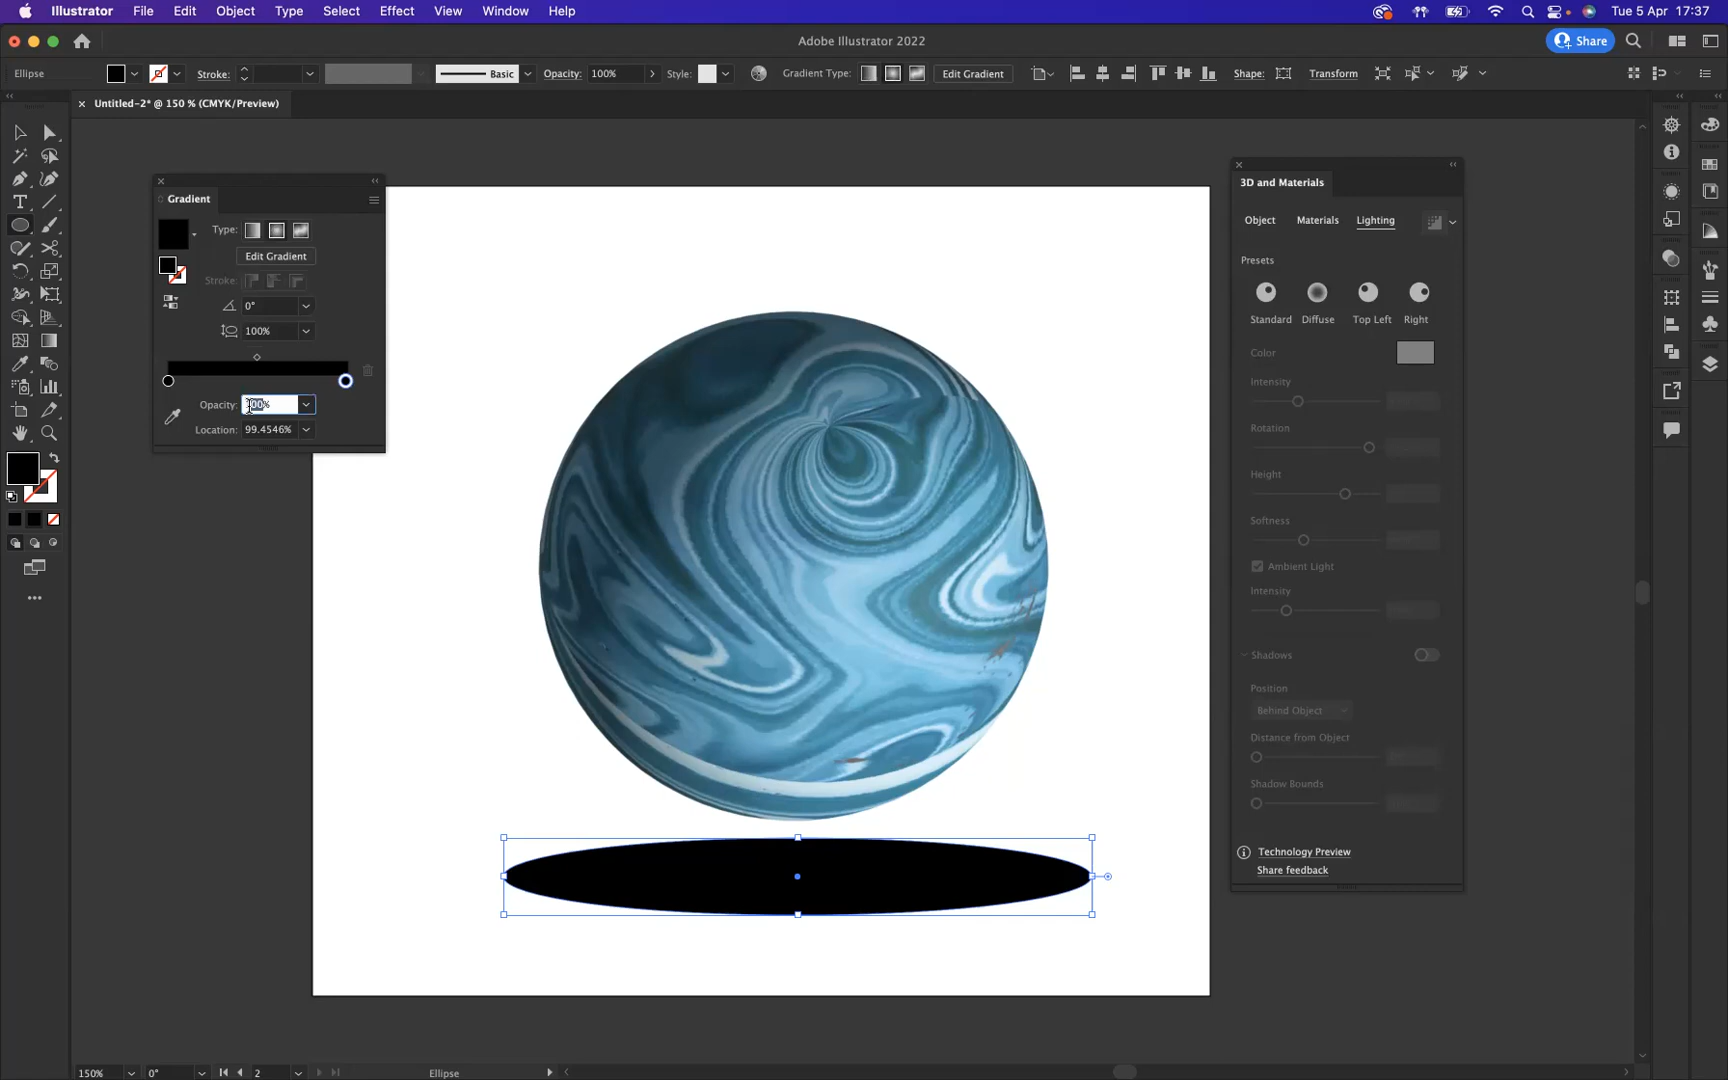 Illustrator File Edit Object Type Select Effect View Window Help Tue 5 Apr 17:37
Adobe Illustrator 2022 Share
Ellipse Stroke: Basic Opacity: 100% Style: Gradient Type: Edit Gradient Shape: Transform
Untitled-2* @ 150 % (CMYK/Preview)
Gradient
Type:
Edit Gradient
Stroke:
0°
100%
Opacity: 100%
Location: 99.4546%
3D and Materials
Object Materials Lighting
Presets
Standard Diffuse Top Left Right
Color
Intensity
Rotation
Height
Softness
Ambient Light
Intensity
Shadows
Position
Behind Object
Distance from Object
Shadow Bounds
Technology Preview
Share feedback
150% 0° 2 Ellipse